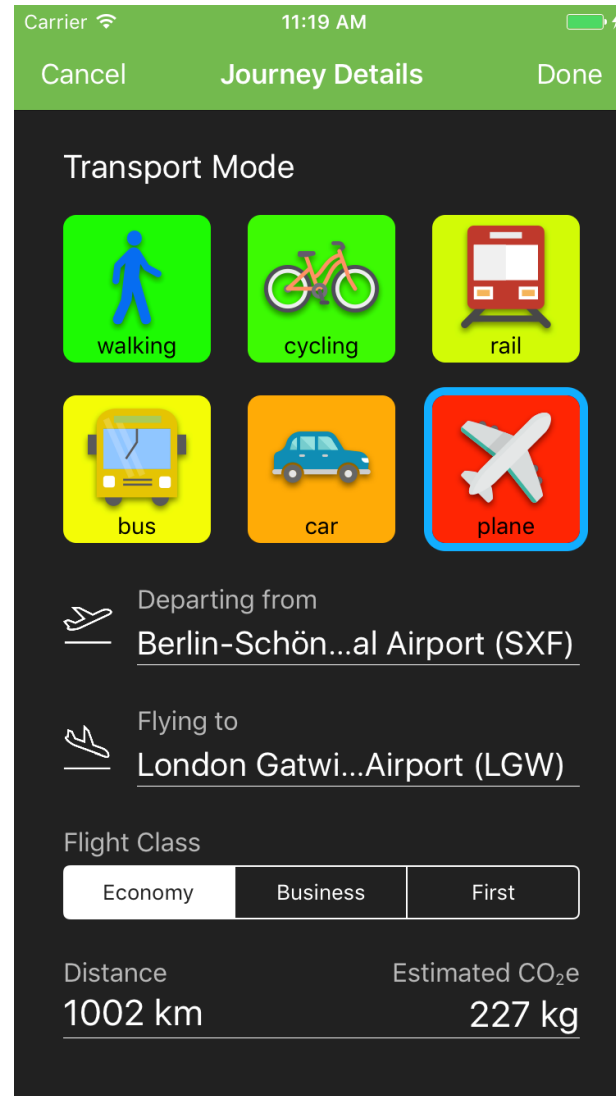 Carrier 11:19 AM
Cancel Journey Details Done
Transport Mode
walking cycling rail
bus car plane
Departing from
Berlin-Schön...al Airport (SXF)
Flying to
London Gatwi...Airport (LGW)
Flight Class
Economy Business First
Distance Estimated CO₂e
1002 km 227 kg